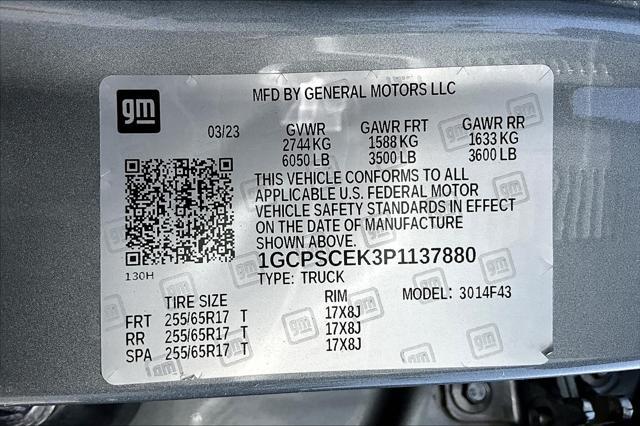 gm
MFD BY GENERAL MOTORS LLC
03/23 GVWR GAWR FRT GAWR RR
2744 KG 1588 KG 1633 KG
6050 LB 3500 LB 3600 LB
THIS VEHICLE CONFORMS TO ALL
APPLICABLE U.S. FEDERAL MOTOR
VEHICLE SAFETY STANDARDS IN EFFECT
ON THE DATE OF MANUFACTURE
SHOWN ABOVE.
130H
1GCPSCEK3P1137880
TYPE: TRUCK
TIRE SIZE RIM MODEL: 3014F43
FRT 255/65R17 T 17X8J
RR 255/65R17 T 17X8J
SPA 255/65R17 T 17X8J